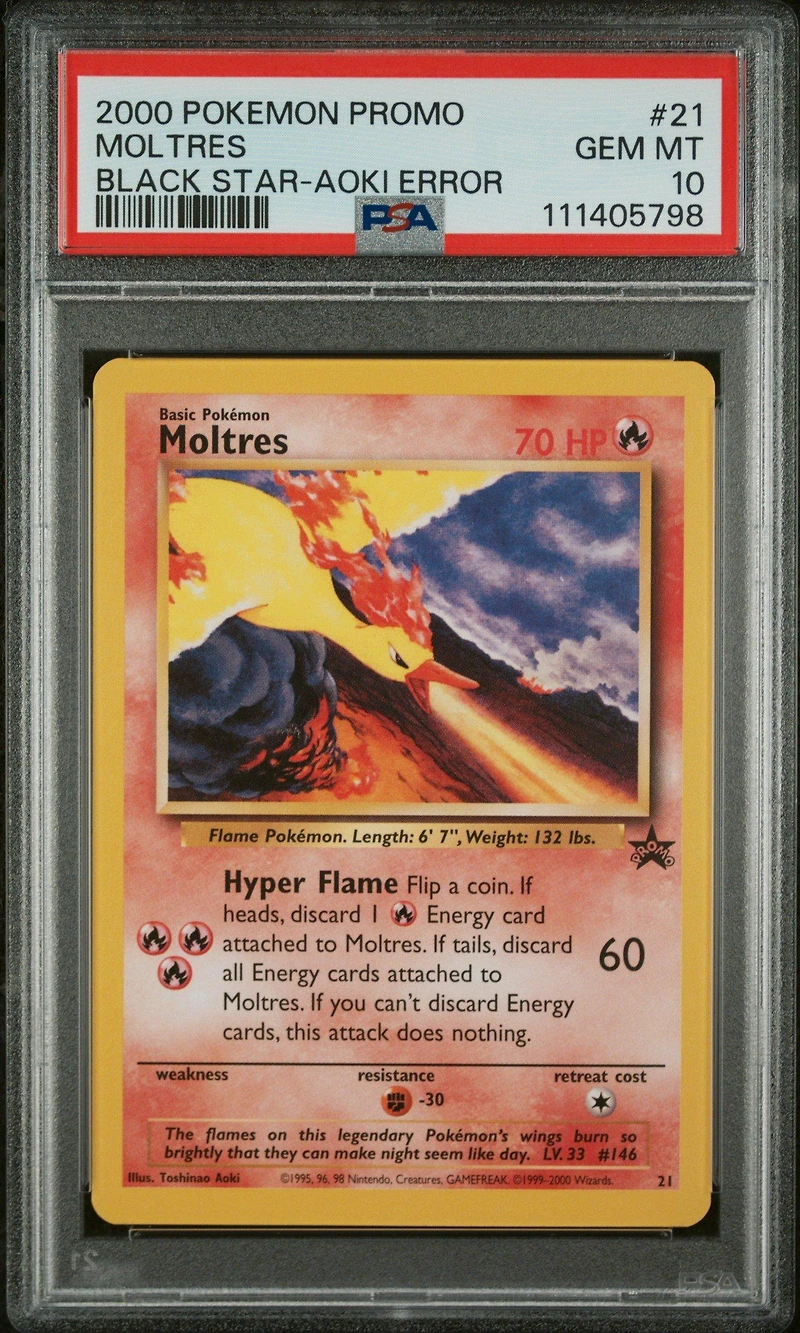 2000 POKEMON PROMO #21
MOLTRES GEM MT
BLACK STAR-AOKI ERROR 10
PSA 111405798
Basic Pokémon
Moltres 70 HP
Flame Pokémon. Length: 6' 7", Weight: 132 lbs.
PROMO
Hyper Flame Flip a coin. If
heads, discard 1 Energy card
attached to Moltres. If tails, discard
all Energy cards attached to
Moltres. If you can't discard Energy
cards, this attack does nothing.
60
weakness resistance retreat cost
-30
The flames on this legendary Pokémon's wings burn so
brightly that they can make night seem like day. LV. 33 #146
Illus. Toshinao Aoki ©1995, 96, 98 Nintendo, Creatures, GAMEFREAK. ©1999-2000 Wizards. 21
21
PSA